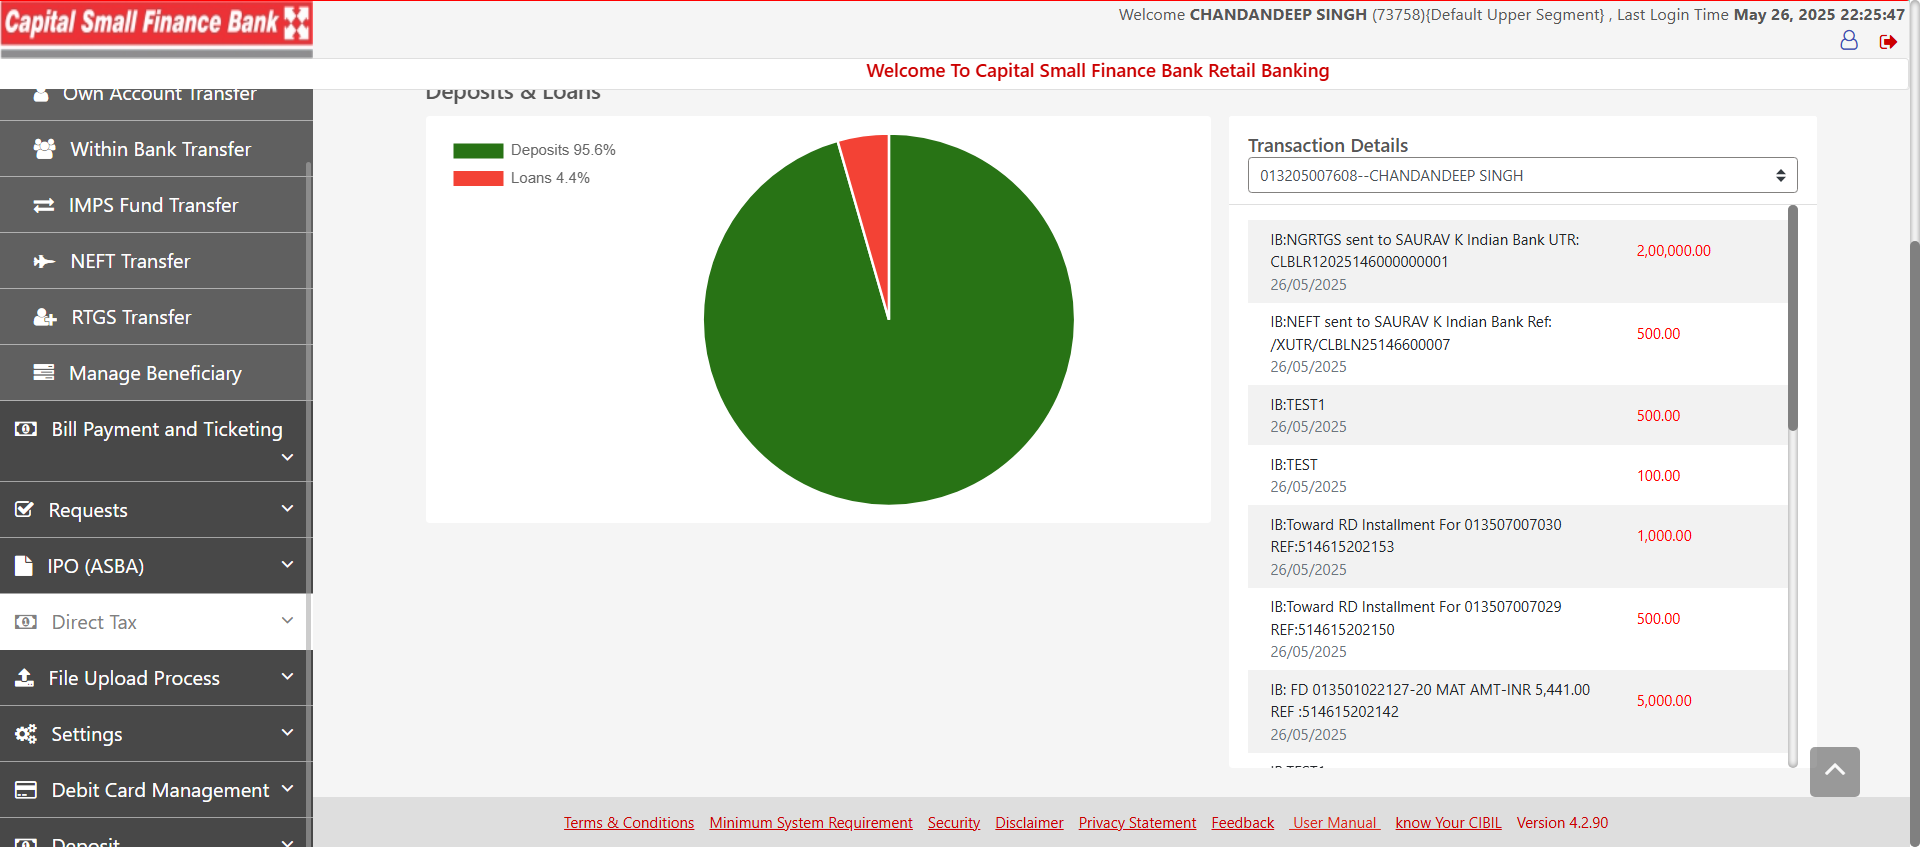 Capital Small Finance Bank
Welcome CHANDANDEEP SINGH (73758){Default Upper Segment} , Last Login Time May 26, 2025 22:25:47
Welcome To Capital Small Finance Bank Retail Banking
Own Account Transfer
Within Bank Transfer
IMPS Fund Transfer
NEFT Transfer
RTGS Transfer
Manage Beneficiary
Bill Payment and Ticketing
Requests
IPO (ASBA)
Direct Tax
File Upload Process
Settings
Debit Card Management
Deposit
Deposits & Loans
Deposits 95.6%
Loans 4.4%
Transaction Details
013205007608--CHANDANDEEP SINGH
IB:NGRTGS sent to SAURAV K Indian Bank UTR:
CLBLR12025146000000001
26/05/2025
2,00,000.00
IB:NEFT sent to SAURAV K Indian Bank Ref:
/XUTR/CLBLN25146600007
26/05/2025
500.00
IB:TEST1
26/05/2025
500.00
IB:TEST
26/05/2025
100.00
IB:Toward RD Installment For 013507007030
REF:514615202153
26/05/2025
1,000.00
IB:Toward RD Installment For 013507007029
REF:514615202150
26/05/2025
500.00
IB: FD 013501022127-20 MAT AMT-INR 5,441.00
REF :514615202142
26/05/2025
5,000.00
IB:TEST1
Terms & Conditions Minimum System Requirement Security Disclaimer Privacy Statement Feedback User Manual know Your CIBIL Version 4.2.90